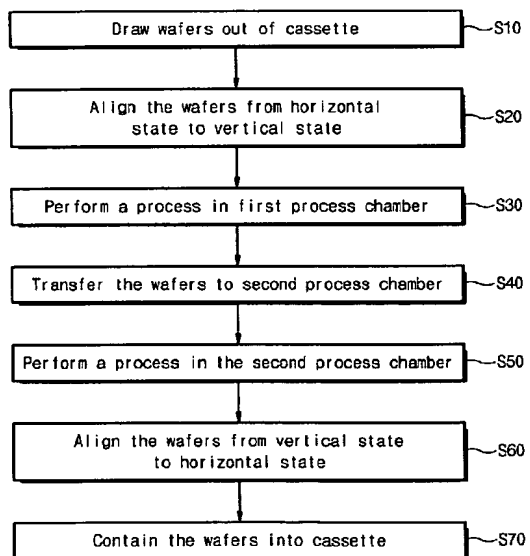 Draw wafers out of cassette
S10
Align the wafers from horizontal
state to vertical state
S20
Perform a process in first process chamber
S30
Transfer the wafers to second process chamber
S40
Perform a process in the second process chamber
S50
Align the wafers from vertical state
to horizontal state
S60
Contain the wafers into cassette
S70